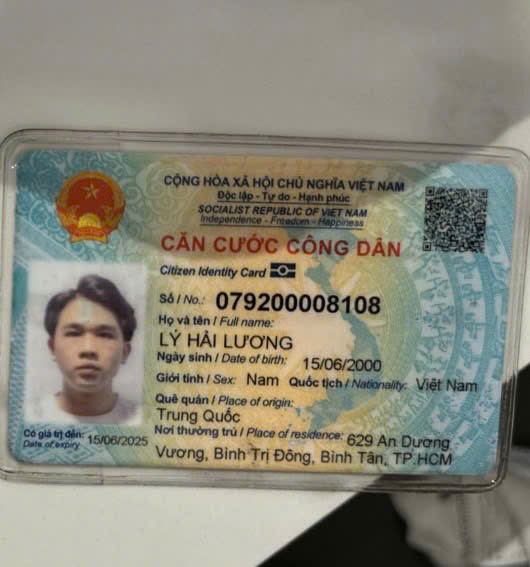 CỘNG HÒA XÃ HỘI CHỦ NGHĨA VIỆT NAM
Độc lập - Tự do - Hạnh phúc
SOCIALIST REPUBLIC OF VIET NAM
Independence - Freedom - Happiness
CĂN CƯỚC CÔNG DÂN
Citizen Identity Card
Số / No.: 079200008108
Họ và tên / Full name:
LÝ HẢI LƯƠNG
Ngày sinh / Date of birth: 15/06/2000
Giới tính / Sex: Nam Quốc tịch / Nationality: Việt Nam
Quê quán / Place of origin:
Trung Quốc
Nơi thường trú / Place of residence: 629 An Dương
Vương, Bình Trị Đông, Bình Tân, TP.HCM
Có giá trị đến: 15/06/2025
Date of expiry